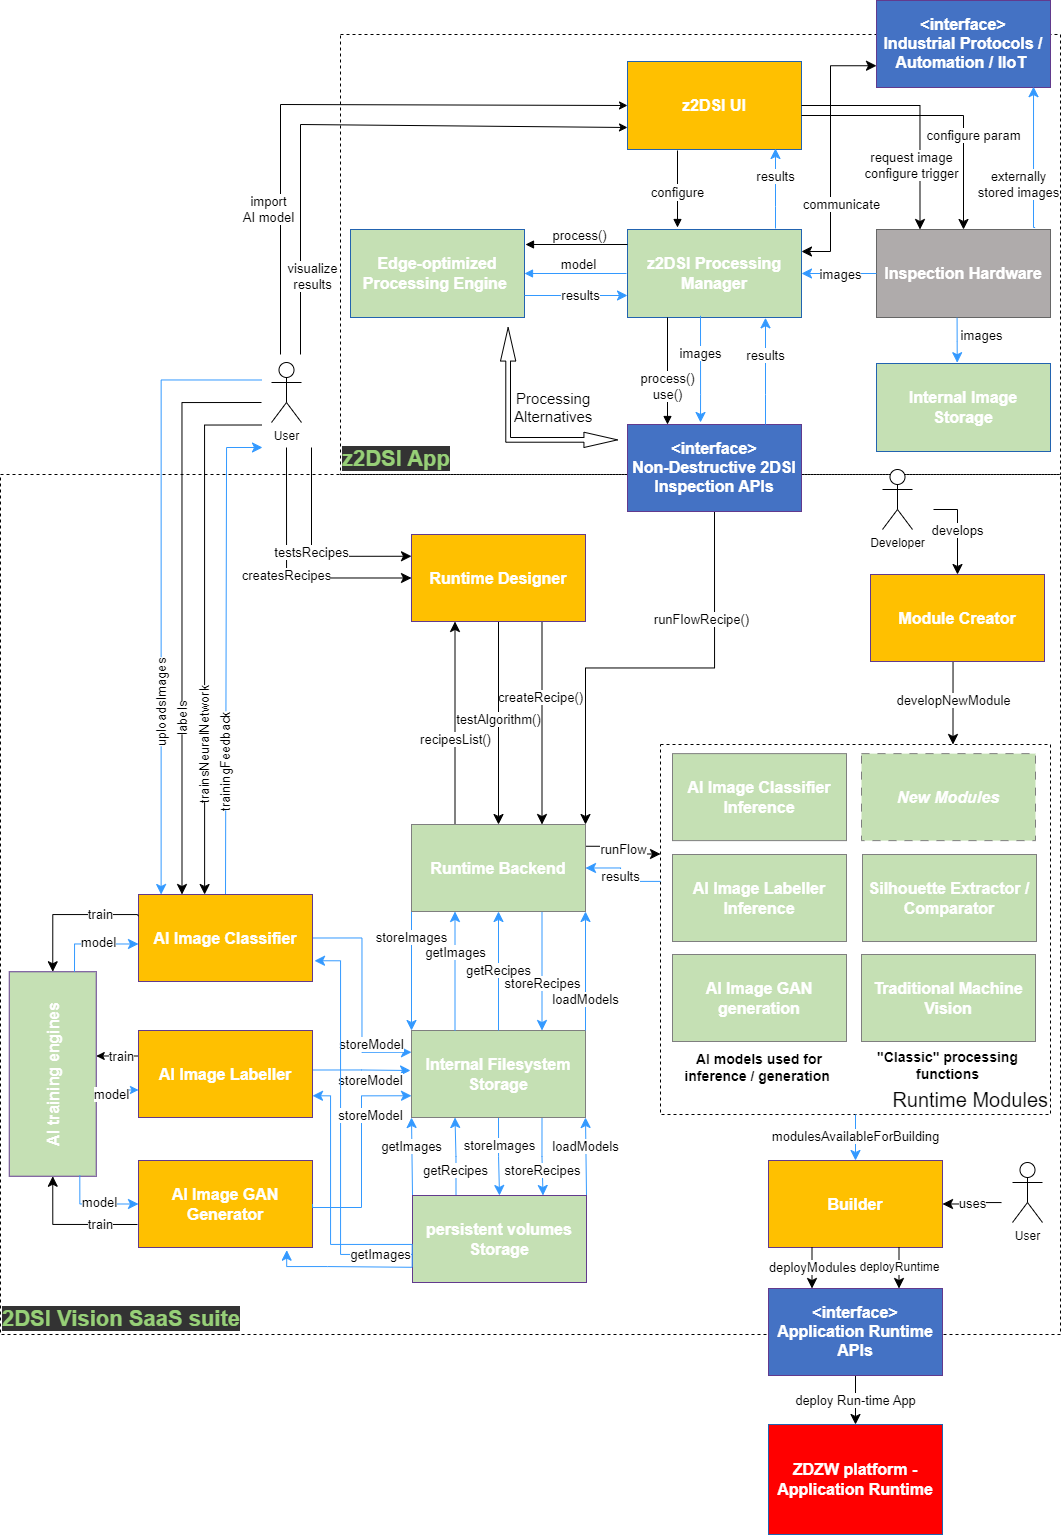 <interface>
Industrial Protocols /
Automation / IIoT
z2DSI UI
configure param
request image
configure trigger
externally
stored images
configure
results
communicate
import
AI model
visualize
results
process()
model
results
Edge-optimized
Processing Engine
z2DSI Processing
Manager
images
Inspection Hardware
images
Internal Image
Storage
process()
use()
images
results
Processing
Alternatives
User
z2DSI App
<interface>
Non-Destructive 2DSI
Inspection APIs
Developer
develops
testsRecipes
createsRecipes
Runtime Designer
Module Creator
runFlowRecipe()
developNewModule
uploadsImages
labels
trainsNeuralNetwork
trainingFeedback
createRecipe()
testAlgorithm()
recipesList()
AI Image Classifier
Inference
New Modules
Runtime Backend
runFlow
results
AI Image Labeller
Inference
Silhouette Extractor /
Comparator
AI Image GAN
generation
Traditional Machine
Vision
AI models used for
inference / generation
"Classic" processing
functions
Runtime Modules
train
model
AI Image Classifier
storeImages
getImages
getRecipes
storeRecipes
loadModels
AI training engines
train
model
AI Image Labeller
storeModel
storeModel
storeModel
Internal Filesystem
Storage
getImages
getRecipes
storeImages
storeRecipes
loadModels
model
train
AI Image GAN
Generator
getImages
persistent volumes
Storage
modulesAvailableForBuilding
Builder
uses
User
deployModules
deployRuntime
2DSI Vision SaaS suite
<interface>
Application Runtime
APIs
deploy Run-time App
ZDZW platform -
Application Runtime